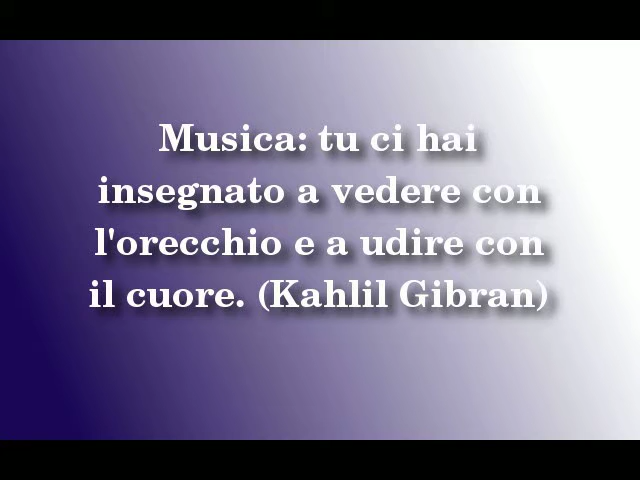 Musica: tu ci hai
insegnato a vedere con
l'orecchio e a udire con
il cuore. (Kahlil Gibran)